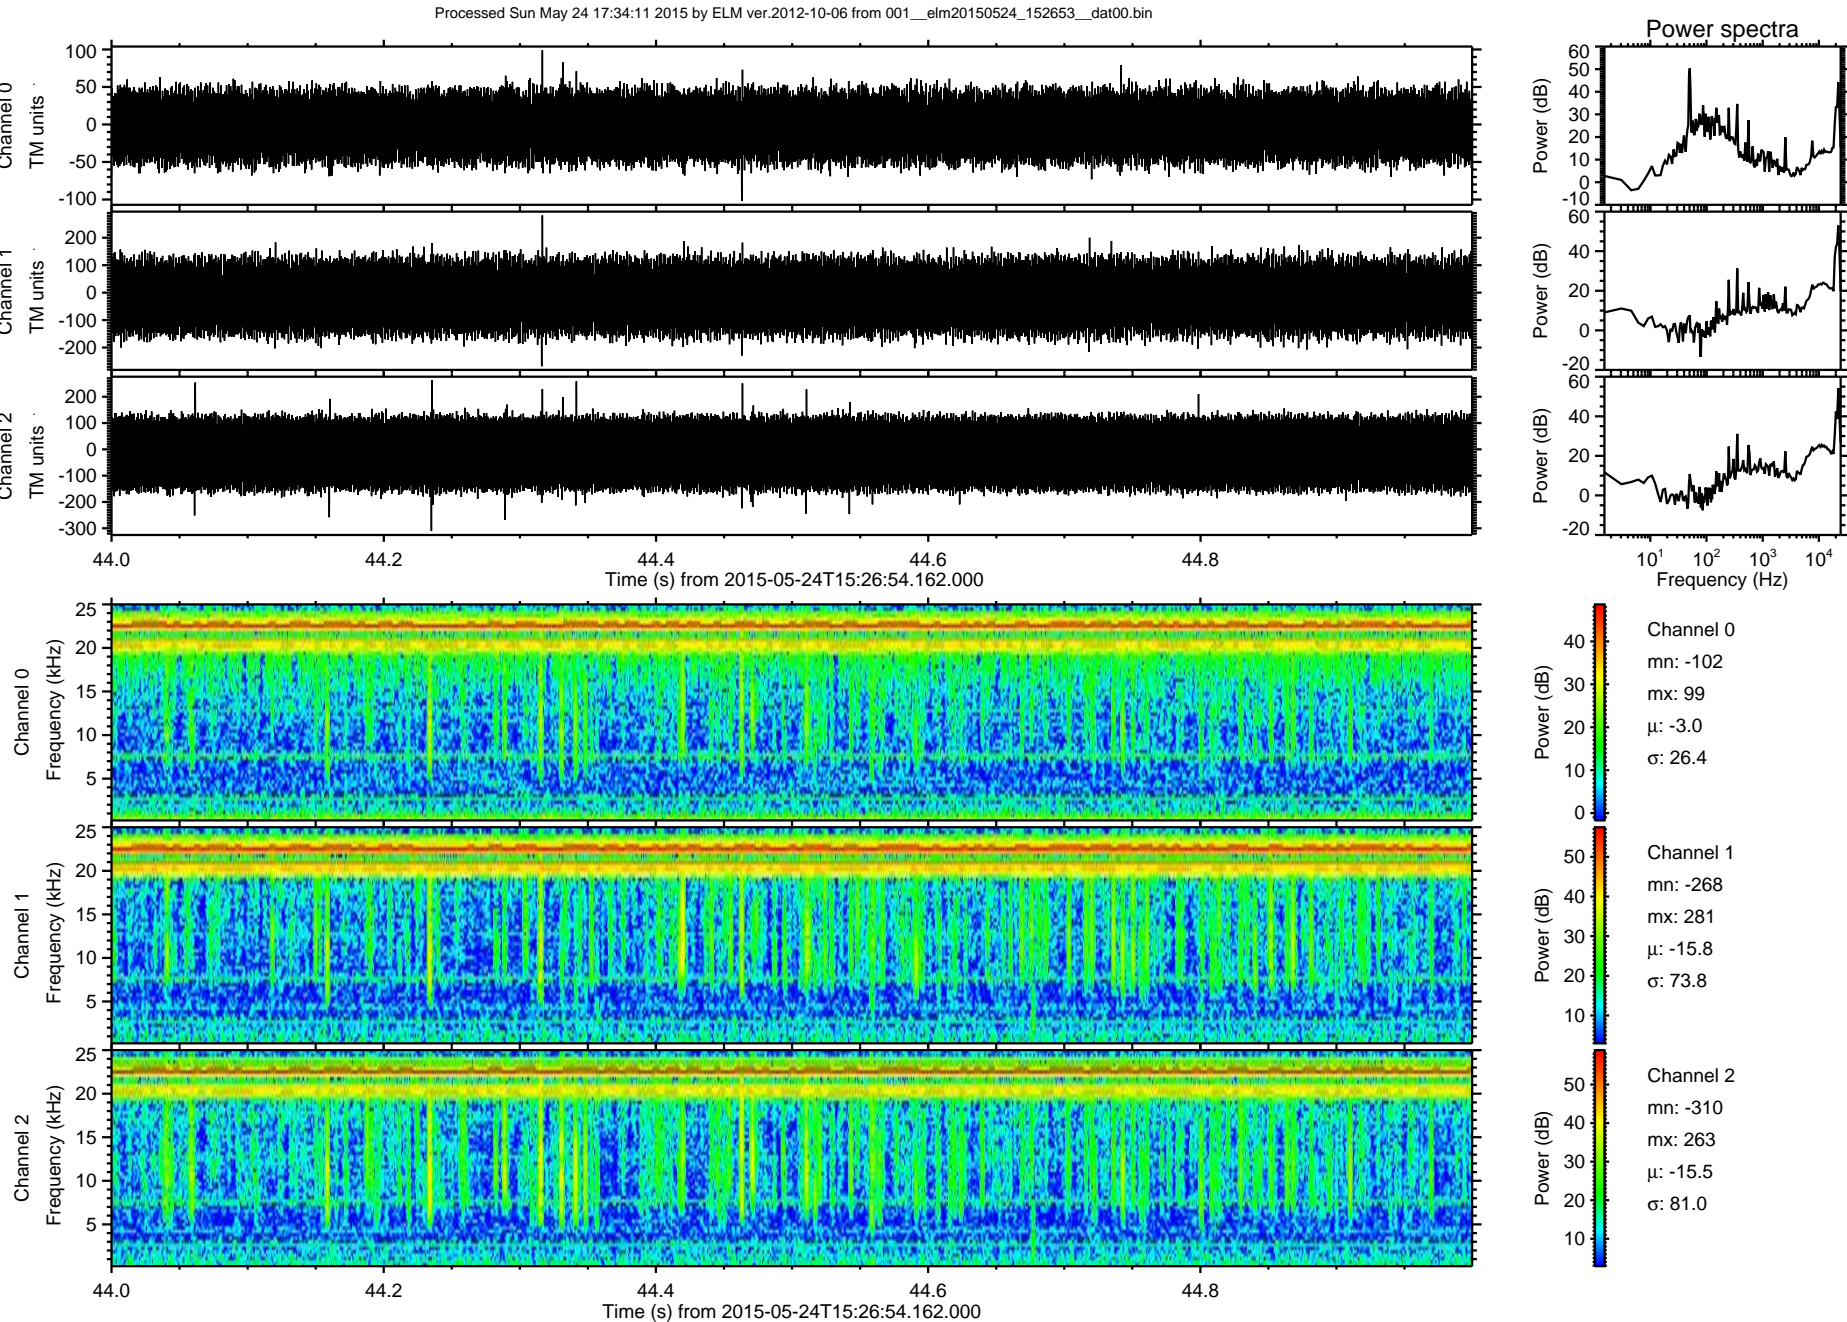 Processed Sun May 24 17:34:11 2015 by ELM ver.2012-10-06 from 001__elm20150524_152653__dat00.bin
Power spectra
Channel 0
TM units
100
50
0
-50
-100
Power (dB)
60
50
40
30
20
10
0
-10
Channel 1
TM units
200
100
0
-100
-200
Power (dB)
60
40
20
0
-20
Channel 2
TM units
200
100
0
-100
-200
-300
Power (dB)
60
40
20
0
-20
44.0 44.2 44.4 44.6 44.8
Time (s) from 2015-05-24T15:26:54.162.000
10¹ 10² 10³ 10⁴
Frequency (Hz)
Channel 0
Frequency (kHz)
25
20
15
10
5
Power (dB)
40
30
20
10
0
Channel 0
mn: -102
mx: 99
μ: -3.0
σ: 26.4
Channel 1
Frequency (kHz)
25
20
15
10
5
Power (dB)
50
40
30
20
10
Channel 1
mn: -268
mx: 281
μ: -15.8
σ: 73.8
Channel 2
Frequency (kHz)
25
20
15
10
5
Power (dB)
50
40
30
20
10
Channel 2
mn: -310
mx: 263
μ: -15.5
σ: 81.0
44.0 44.2 44.4 44.6 44.8
Time (s) from 2015-05-24T15:26:54.162.000